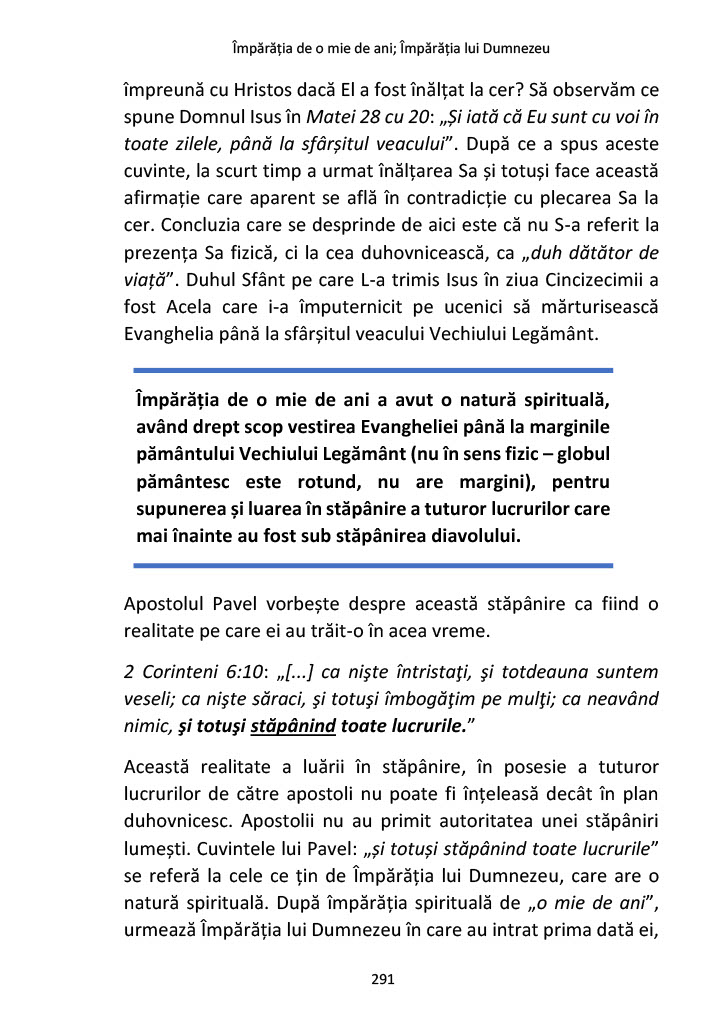 Împărăția de o mie de ani; Împărăția lui Dumnezeu
împreună cu Hristos dacă El a fost înălțat la cer? Să observăm ce
spune Domnul Isus în Matei 28 cu 20: „Și iată că Eu sunt cu voi în
toate zilele, până la sfârșitul veacului”. După ce a spus aceste
cuvinte, la scurt timp a urmat înălțarea Sa și totuși face această
afirmație care aparent se află în contradicție cu plecarea Sa la
cer. Concluzia care se desprinde de aici este că nu S-a referit la
prezența Sa fizică, ci la cea duhovnicească, ca „duh dătător de
viață”. Duhul Sfânt pe care L-a trimis Isus în ziua Cincizecimii a
fost Acela care i-a împuternicit pe ucenici să mărturisească
Evanghelia până la sfârșitul veacului Vechiului Legământ.
Împărăția de o mie de ani a avut o natură spirituală,
având drept scop vestirea Evangheliei până la marginile
pământului Vechiului Legământ (nu în sens fizic – globul
pământesc este rotund, nu are margini), pentru
supunerea și luarea în stăpânire a tuturor lucrurilor care
mai înainte au fost sub stăpânirea diavolului.
Apostolul Pavel vorbește despre această stăpânire ca fiind o
realitate pe care ei au trăit-o în acea vreme.
2 Corinteni 6:10: „[...] ca nişte întristaţi, şi totdeauna suntem
veseli; ca nişte săraci, şi totuşi îmbogăţim pe mulţi; ca neavând
nimic, şi totuşi stăpânind toate lucrurile.”
Această realitate a luării în stăpânire, în posesie a tuturor
lucrurilor de către apostoli nu poate fi înțeleasă decât în plan
duhovnicesc. Apostolii nu au primit autoritatea unei stăpâniri
lumești. Cuvintele lui Pavel: „și totuși stăpânind toate lucrurile”
se referă la cele ce țin de Împărăția lui Dumnezeu, care are o
natură spirituală. După împărăția spirituală de „o mie de ani”,
urmează Împărăția lui Dumnezeu în care au intrat prima dată ei,
291